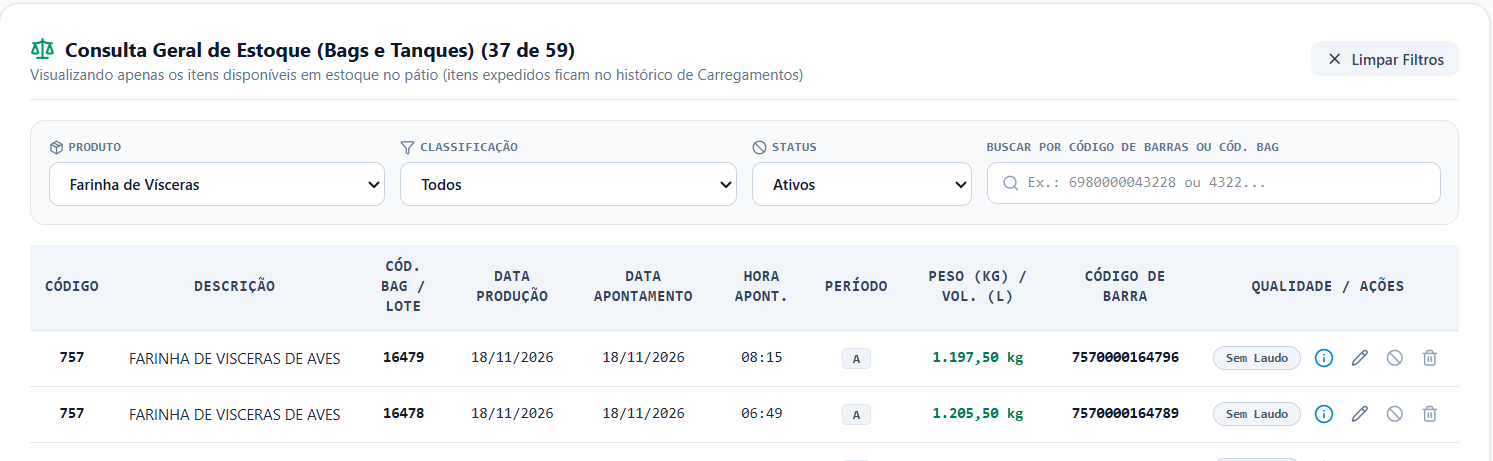 Consulta Geral de Estoque (Bags e Tanques) (37 de 59)
Visualizando apenas os itens disponíveis em estoque no pátio (itens expedidos ficam no histórico de Carregamentos)
Limpar Filtros
PRODUTO
CLASSIFICAÇÃO
STATUS
BUSCAR POR CÓDIGO DE BARRAS OU CÓD. BAG
Farinha de Vísceras
Todos
Ativos
Ex.: 6980000043228 ou 4322...
CÓDIGO
DESCRIÇÃO
CÓD.
BAG /
LOTE
DATA
PRODUÇÃO
DATA
APONTAMENTO
HORA
APONT.
PERÍODO
PESO (KG) /
VOL. (L)
CÓDIGO DE
BARRA
QUALIDADE / AÇÕES
757 FARINHA DE VISCERAS DE AVES 16479 18/11/2026 18/11/2026 08:15 A 1.197,50 kg 7570000164796 Sem Laudo
757 FARINHA DE VISCERAS DE AVES 16478 18/11/2026 18/11/2026 06:49 A 1.205,50 kg 7570000164789 Sem Laudo